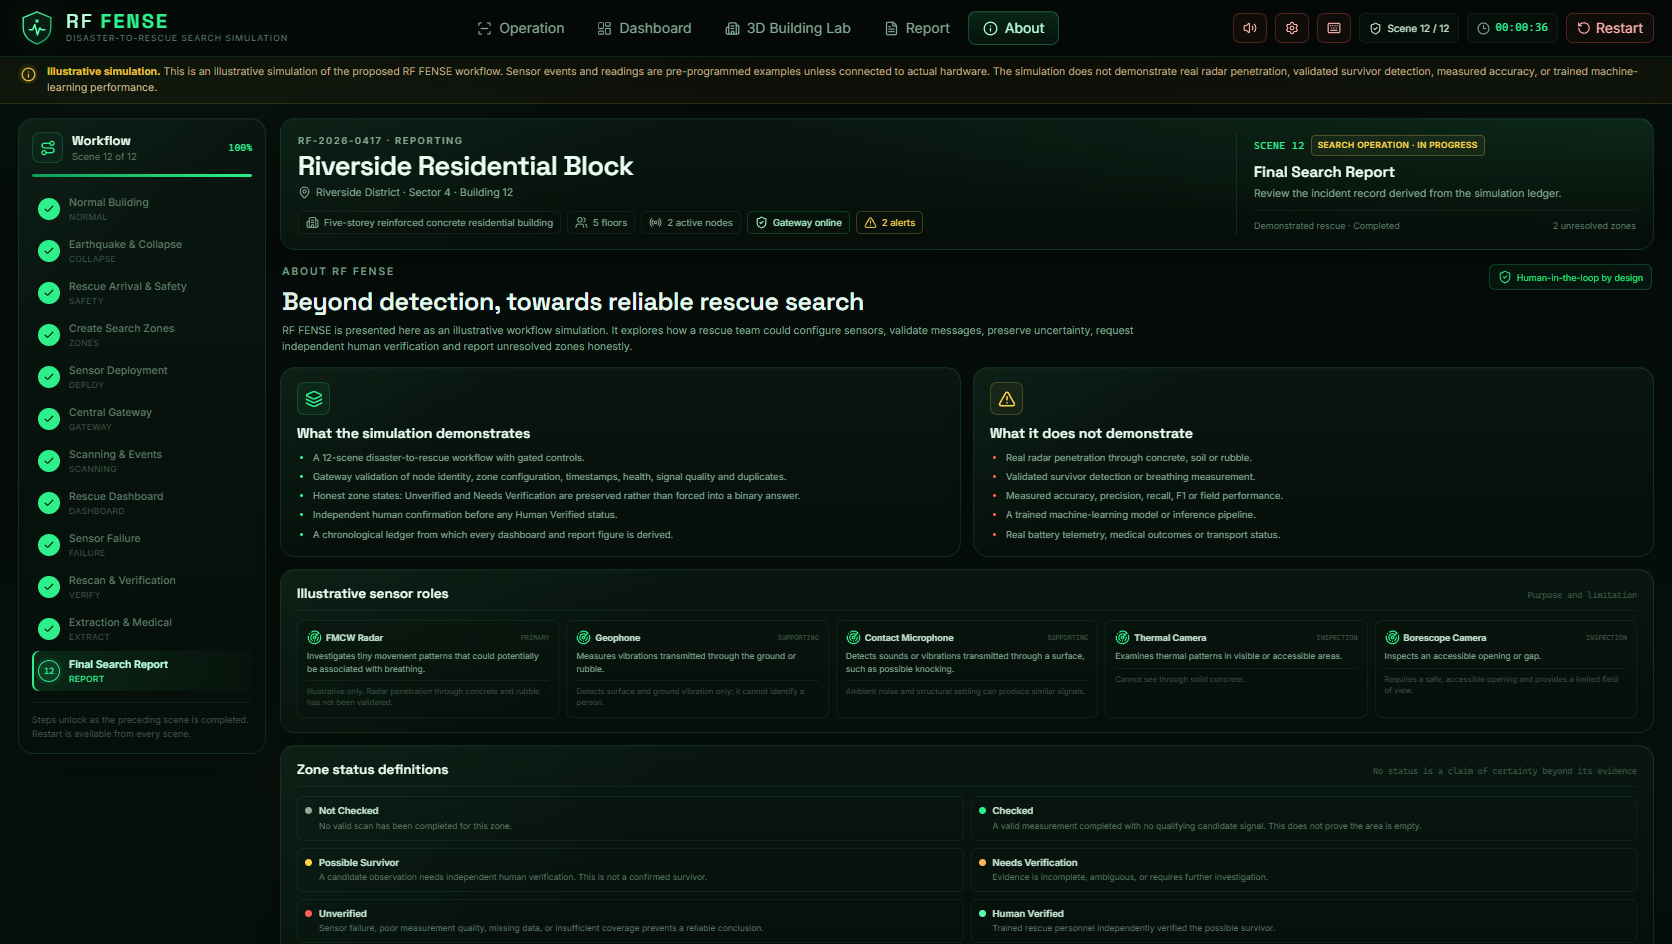 RF FENSE
DISASTER-TO-RESCUE SEARCH SIMULATION
Operation
Dashboard
3D Building Lab
Report
About
Scene 12 / 12
00:00:36
Restart
Illustrative simulation. This is an illustrative simulation of the proposed RF FENSE workflow. Sensor events and readings are pre-programmed examples unless connected to actual hardware. The simulation does not demonstrate real radar penetration, validated survivor detection, measured accuracy, or trained machine-
learning performance.
Workflow
Scene 12 of 12
100%
Normal Building
NORMAL
Earthquake & Collapse
COLLAPSE
Rescue Arrival & Safety
SAFETY
Create Search Zones
ZONES
Sensor Deployment
DEPLOY
Central Gateway
GATEWAY
Scanning & Events
SCANNING
Rescue Dashboard
DASHBOARD
Sensor Failure
FAILURE
Rescan & Verification
VERIFY
Extraction & Medical
EXTRACT
12
Final Search Report
REPORT
Steps unlock as the preceding scene is completed.
Restart is available from every scene.
RF-2026-0417 · REPORTING
Riverside Residential Block
Riverside District · Sector 4 · Building 12
Five-storey reinforced concrete residential building
5 floors
2 active nodes
Gateway online
2 alerts
SCENE 12
SEARCH OPERATION · IN PROGRESS
Final Search Report
Review the incident record derived from the simulation ledger.
Demonstrated rescue · Completed
2 unresolved zones
ABOUT RF FENSE
Beyond detection, towards reliable rescue search
RF FENSE is presented here as an illustrative workflow simulation. It explores how a rescue team could configure sensors, validate messages, preserve uncertainty, request
independent human verification and report unresolved zones honestly.
Human-in-the-loop by design
What the simulation demonstrates
• A 12-scene disaster-to-rescue workflow with gated controls.
• Gateway validation of node identity, zone configuration, timestamps, health, signal quality and duplicates.
• Honest zone states: Unverified and Needs Verification are preserved rather than forced into a binary answer.
• Independent human confirmation before any Human Verified status.
• A chronological ledger from which every dashboard and report figure is derived.
What it does not demonstrate
• Real radar penetration through concrete, soil or rubble.
• Validated survivor detection or breathing measurement.
• Measured accuracy, precision, recall, F1 or field performance.
• A trained machine-learning model or inference pipeline.
• Real battery telemetry, medical outcomes or transport status.
Illustrative sensor roles
Purpose and limitation
FMCW Radar
PRIMARY
Investigates tiny movement patterns that could potentially
be associated with breathing.
Illustrative only. Radar penetration through concrete and rubble
has not been validated.
Geophone
SUPPORTING
Measures vibrations transmitted through the ground or
rubble.
Detects surface and ground vibration only; it cannot identify a
person.
Contact Microphone
SUPPORTING
Detects sounds or vibrations transmitted through a surface,
such as possible knocking.
Ambient noise and structural settling can produce similar signals.
Thermal Camera
INSPECTION
Examines thermal patterns in visible or accessible areas.
Cannot see through solid concrete.
Borescope Camera
INSPECTION
Inspects an accessible opening or gap.
Requires a safe, accessible opening and provides a limited field
of view.
Zone status definitions
No status is a claim of certainty beyond its evidence
Not Checked
No valid scan has been completed for this zone.
Checked
A valid measurement completed with no qualifying candidate signal. This does not prove the area is empty.
Possible Survivor
A candidate observation needs independent human verification. This is not a confirmed survivor.
Needs Verification
Evidence is incomplete, ambiguous, or requires further investigation.
Unverified
Sensor failure, poor measurement quality, missing data, or insufficient coverage prevents a reliable conclusion.
Human Verified
Trained rescue personnel independently verified the possible survivor.